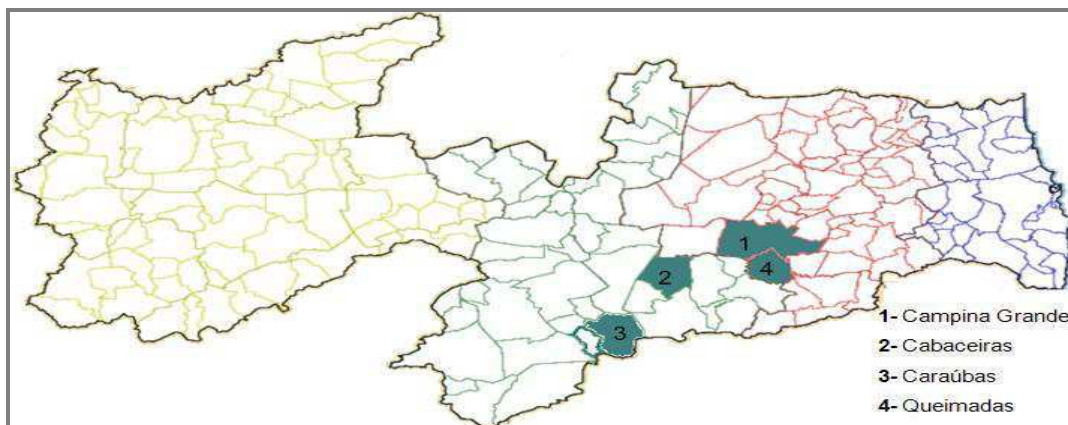 1
4
2
3
1- Campina Grande
2- Cabaceiras
3- Caraúbas
4- Queimadas